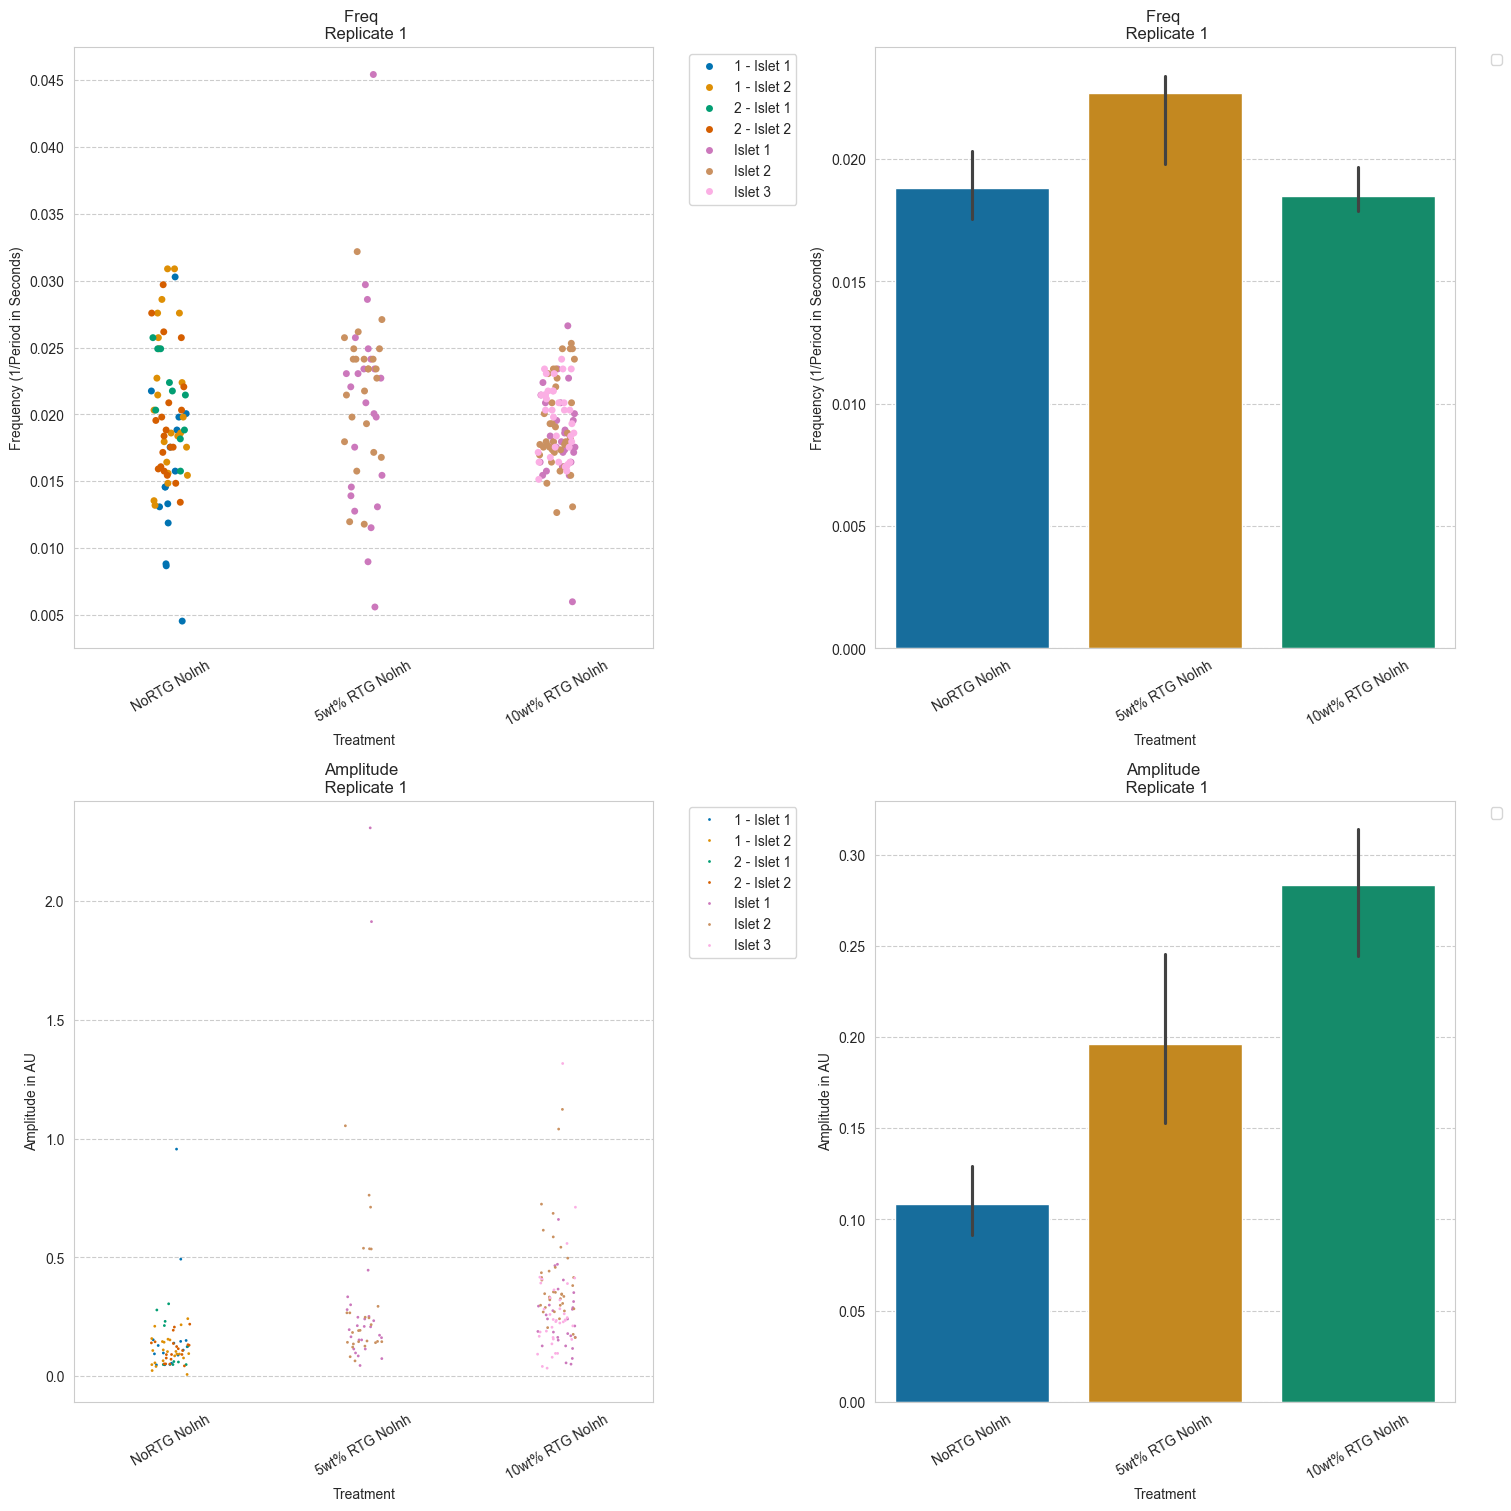 Freq
Replicate 1
Frequency (1/Period in Seconds)
0.045
0.040
0.035
0.030
0.025
0.020
0.015
0.010
0.005
NoRTG NoInh
5wt% RTG NoInh
10wt% RTG NoInh
Treatment
1 - Islet 1
1 - Islet 2
2 - Islet 1
2 - Islet 2
Islet 1
Islet 2
Islet 3
Freq
Replicate 1
Frequency (1/Period in Seconds)
0.020
0.015
0.010
0.005
0.000
NoRTG NoInh
5wt% RTG NoInh
10wt% RTG NoInh
Treatment
Amplitude
Replicate 1
Amplitude in AU
2.0
1.5
1.0
0.5
0.0
NoRTG NoInh
5wt% RTG NoInh
10wt% RTG NoInh
Treatment
1 - Islet 1
1 - Islet 2
2 - Islet 1
2 - Islet 2
Islet 1
Islet 2
Islet 3
Amplitude
Replicate 1
Amplitude in AU
0.30
0.25
0.20
0.15
0.10
0.05
0.00
NoRTG NoInh
5wt% RTG NoInh
10wt% RTG NoInh
Treatment